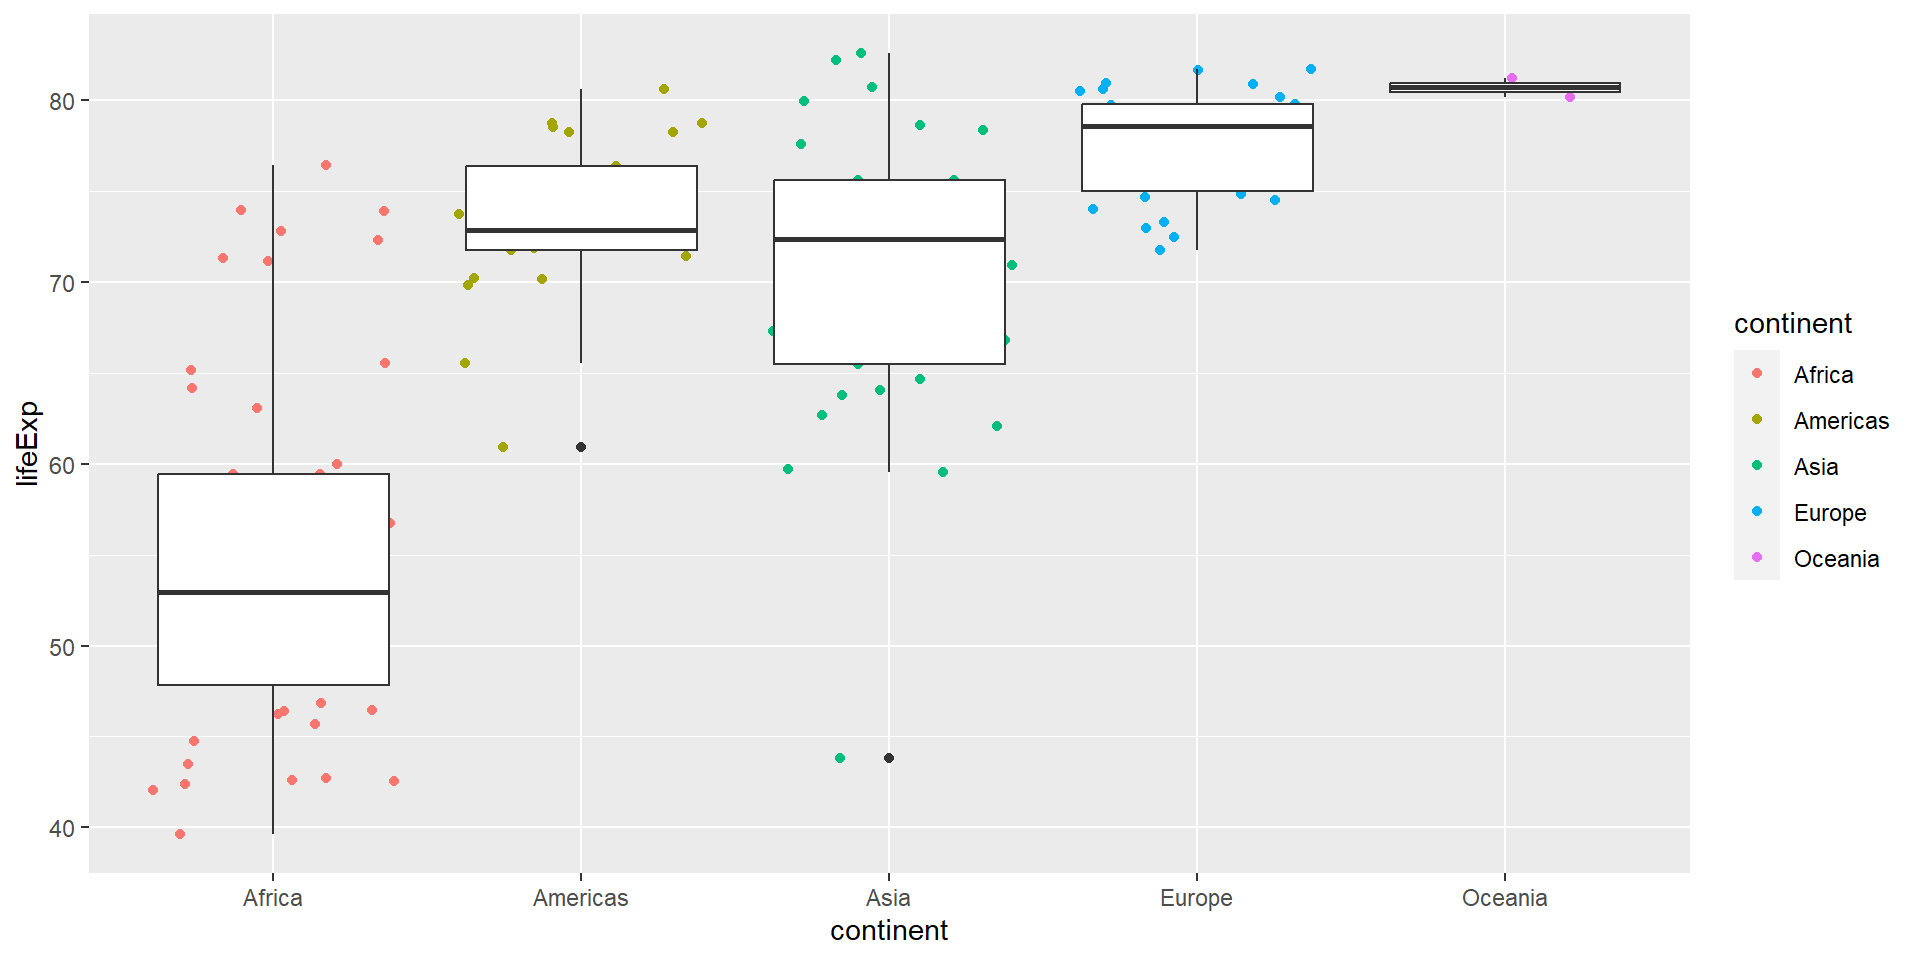 80
70
60
50
40
lifeExp
Africa
Americas
Asia
Europe
Oceania
continent
continent
Africa
Americas
Asia
Europe
Oceania